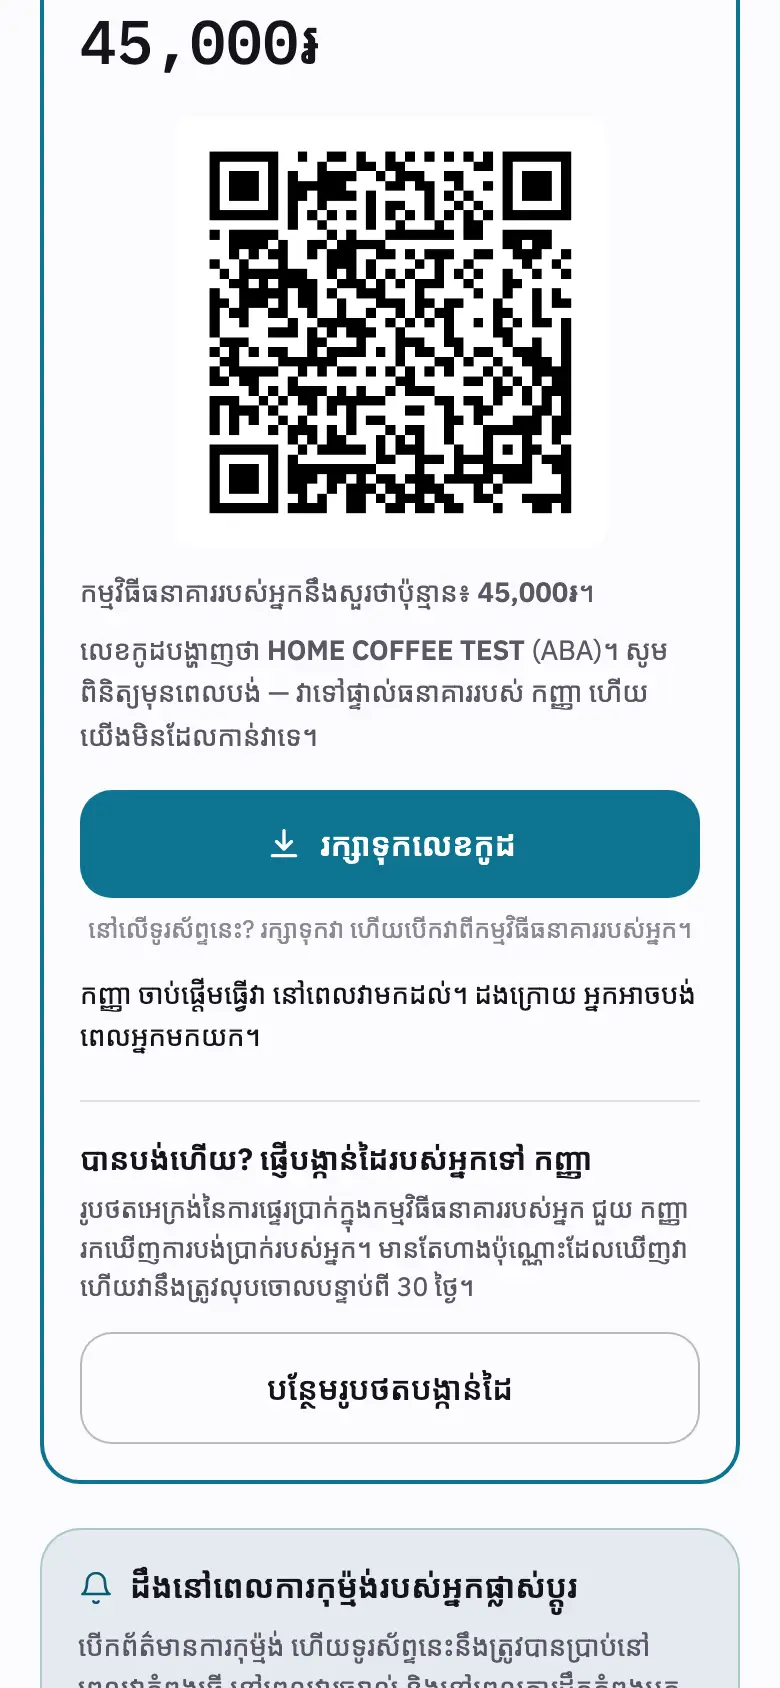 45,000៛
កម្មវិធីធនាគាររបស់អ្នកនឹងសួរថាប៉ុន្មាន៖ 45,000៛។
លេខកូដបង្ហាញថា HOME COFFEE TEST (ABA)។ សូម
ពិនិត្យមុនពេលបង់ — វាទៅផ្ទាល់ធនាគាររបស់ កញ្ញា ហើយ
យើងមិនដែលកាន់វាទេ។
រក្សាទុកលេខកូដ
នៅលើទូរស័ព្ទនេះ? រក្សាទុកវា ហើយបើកវាពីកម្មវិធីធនាគាររបស់អ្នក។
កញ្ញា ចាប់ផ្តើមធ្វើវា នៅពេលវាមកដល់។ ដងក្រោយ អ្នកអាចបង់
ពេលអ្នកមកយក។
បានបង់ហើយ? ផ្ញើបង្កាន់ដៃរបស់អ្នកទៅ កញ្ញា
រូបថតអេក្រង់នៃការផ្ទេរប្រាក់ក្នុងកម្មវិធីធនាគាររបស់អ្នក ជួយ កញ្ញា
រកឃើញការបង់ប្រាក់របស់អ្នក។ មានតែហាងប៉ុណ្ណោះដែលឃើញវា
ហើយវានឹងត្រូវលុបចោលបន្ទាប់ពី 30 ថ្ងៃ។
បន្ថែមរូបថតបង្កាន់ដៃ
ដឹងនៅពេលការកុម្ម៉ង់របស់អ្នកផ្លាស់ប្តូរ
បើកព័ត៌មានការកុម្ម៉ង់ ហើយទូរស័ព្ទនេះនឹងត្រូវបានប្រាប់នៅ